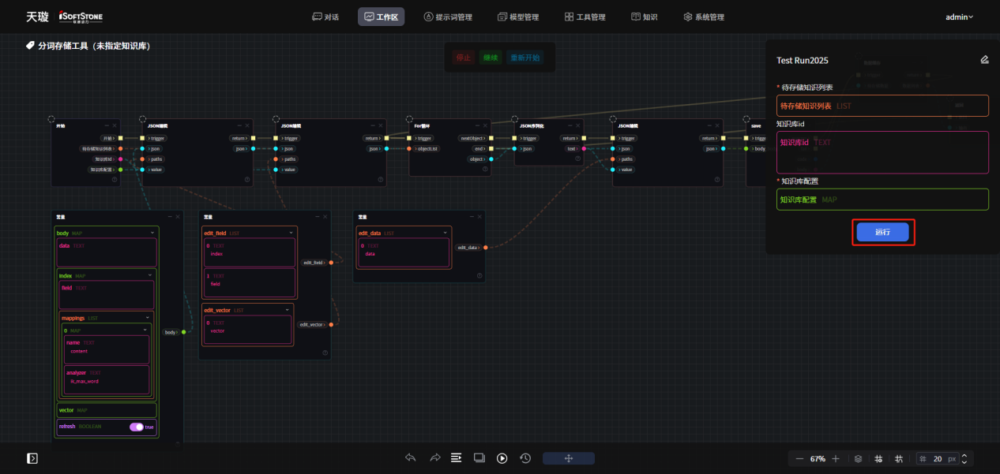 天璇 iSOFTSTONE 对话 工作区 提示词管理 模型管理 工具管理 知识 系统管理 admin
分词存储工具（未指定知识库）
停止 继续 重新开始
Test Run2025
* 待存储知识列表
待存储知识列表 LIST
知识库id
知识库id TEXT
* 知识库配置
知识库配置 MAP
运行
开始
开始
待存储知识列表
知识库id
知识库配置
JSON编辑
return
trigger
json
json
paths
value
JSON编辑
return
trigger
json
json
paths
value
For循环
nextObject
trigger
end
objectList
object
JSON序列化
return
trigger
text
json
JSON编辑
return
trigger
json
json
paths
value
save
body
常量
body MAP
data TEXT
index MAP
field TEXT
mappings LIST
0 MAP
name TEXT
content
analyzer TEXT
ik_max_word
vector MAP
refresh BOOLEAN true
body
常量
edit_field LIST
0 TEXT
index
1 TEXT
field
edit_field
edit_vector LIST
0 TEXT
vector
edit_vector
常量
edit_data LIST
0 TEXT
data
edit_data
67% 20 px